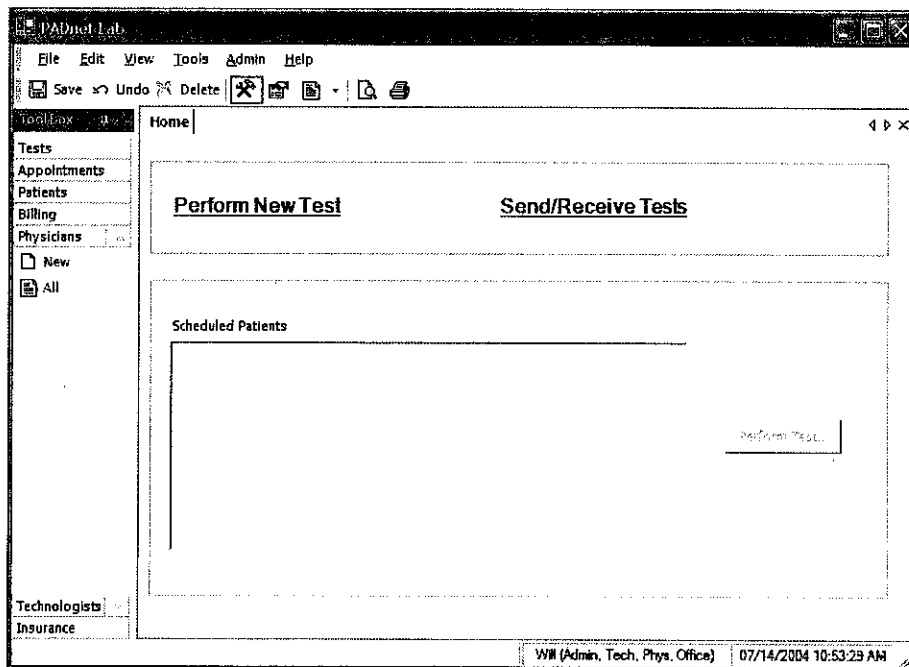 PADnet Lab
File Edit View Tools Admin Help
Save Undo Delete
Toolbox
Home
Tests
Appointments
Patients
Billing
Physicians
New
All
Perform New Test
Send/Receive Tests
Scheduled Patients
Perform Test...
Technologists
Insurance
Will (Admin, Tech, Phys, Office)
07/14/2004 10:53:29 AM